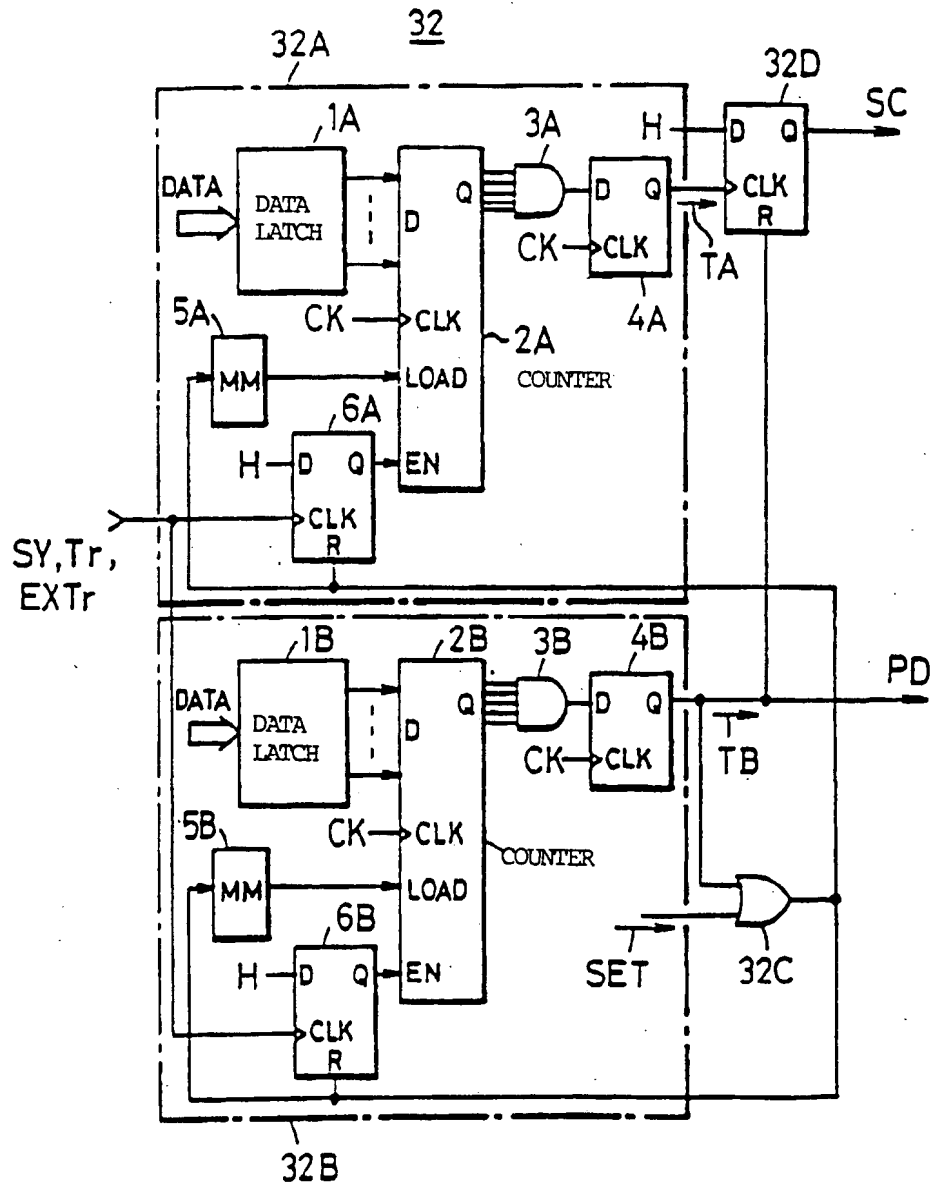 32
32A
32D
SC
1A
3A
H
D
Q
DATA
DATA
LATCH
Q
D
D
Q
CLK
R
CK
CLK
TA
4A
5A
CK
CLK
2A
COUNTER
MM
LOAD
6A
H
D
Q
EN
CLK
R
SY,Tr,
EXTr
1B
2B
3B
4B
PD
DATA
DATA
LATCH
Q
D
D
Q
CK
CLK
TB
5B
CK
CLK
COUNTER
MM
LOAD
6B
SET
32C
H
D
Q
EN
CLK
R
32B